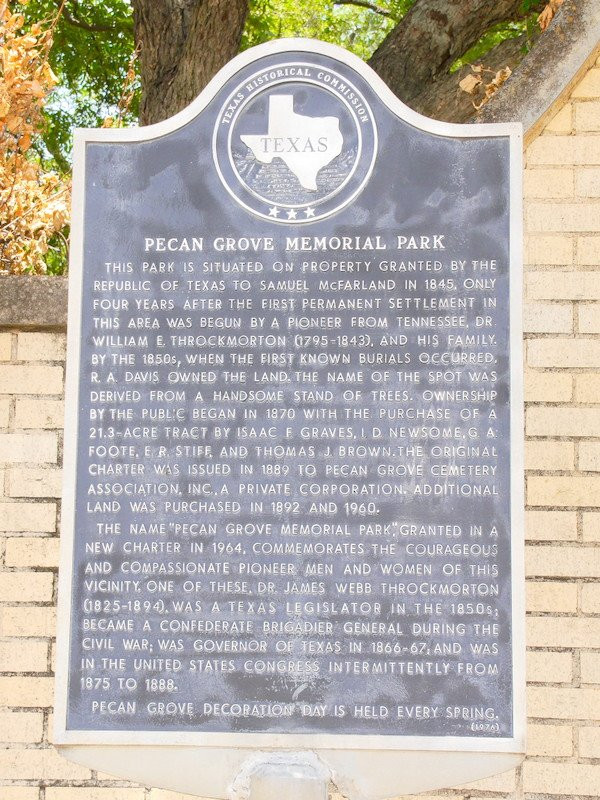 TEXAS HISTORICAL COMMISSION
TEXAS
PECAN GROVE MEMORIAL PARK
THIS PARK IS SITUATED ON PROPERTY GRANTED BY THE
REPUBLIC OF TEXAS TO SAMUEL McFARLAND IN 1845, ONLY
FOUR YEARS AFTER THE FIRST PERMANENT SETTLEMENT IN
THIS AREA WAS BEGUN BY A PIONEER FROM TENNESSEE, DR.
WILLIAM E. THROCKMORTON (1795-1843), AND HIS FAMILY.
BY THE 1850s, WHEN THE FIRST KNOWN BURIALS OCCURRED,
R. A. DAVIS OWNED THE LAND. THE NAME OF THE SPOT WAS
DERIVED FROM A HANDSOME STAND OF TREES. OWNERSHIP
BY THE PUBLIC BEGAN IN 1870 WITH THE PURCHASE OF A
21.3-ACRE TRACT BY ISAAC F. GRAVES, I. D. NEWSOME, G. A.
FOOTE, E. R. STIFF, AND THOMAS J. BROWN. THE ORIGINAL
CHARTER WAS ISSUED IN 1889 TO PECAN GROVE CEMETERY
ASSOCIATION, INC., A PRIVATE CORPORATION. ADDITIONAL
LAND WAS PURCHASED IN 1892 AND 1960.
THE NAME "PECAN GROVE MEMORIAL PARK," GRANTED IN A
NEW CHARTER IN 1964, COMMEMORATES THE COURAGEOUS
AND COMPASSIONATE PIONEER MEN AND WOMEN OF THIS
VICINITY. ONE OF THESE, DR. JAMES WEBB THROCKMORTON
(1825-1894), WAS A TEXAS LEGISLATOR IN THE 1850s;
BECAME A CONFEDERATE BRIGADIER GENERAL DURING THE
CIVIL WAR; WAS GOVERNOR OF TEXAS IN 1866-67, AND WAS
IN THE UNITED STATES CONGRESS INTERMITTENTLY FROM
1875 TO 1888.
PECAN GROVE DECORATION DAY IS HELD EVERY SPRING.
(1974)